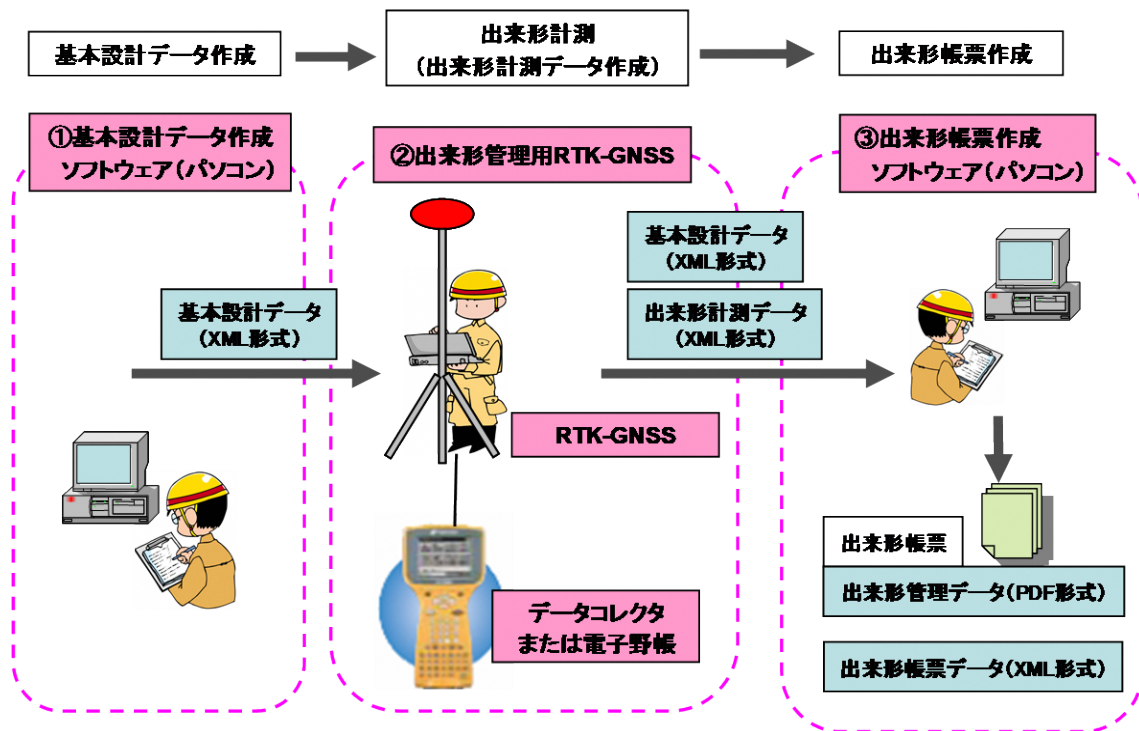 基本設計データ作成
出来形計測
（出来形計測データ作成）
出来形帳票作成
①基本設計データ作成
ソフトウェア（パソコン）
②出来形管理用RTK-GNSS
③出来形帳票作成
ソフトウェア（パソコン）
基本設計データ
（XML形式）
基本設計データ
（XML形式）
出来形計測データ
（XML形式）
RTK-GNSS
データコレクタ
または電子野帳
出来形帳票
出来形管理データ（PDF形式）
出来形帳票データ（XML形式）